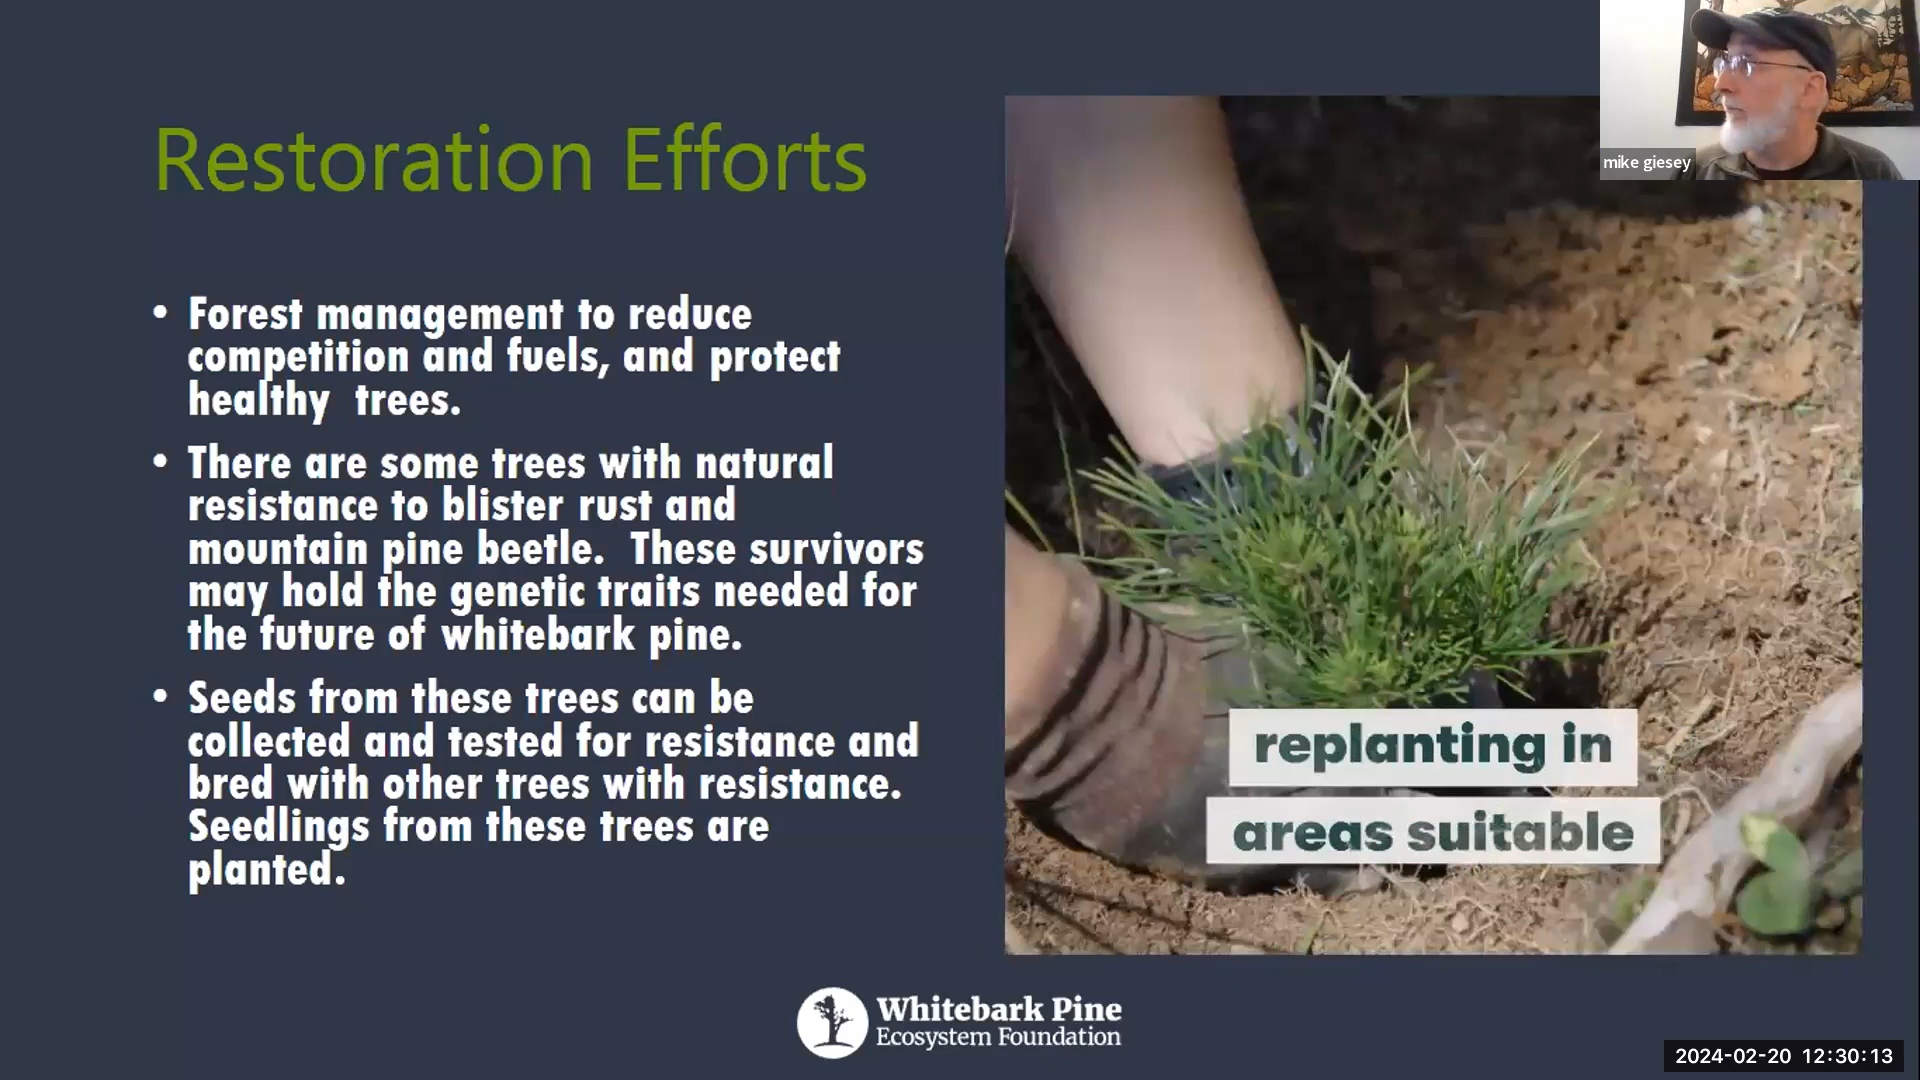 Restoration Efforts
• Forest management to reduce
competition and fuels, and protect
healthy  trees.
• There are some trees with natural
resistance to blister rust and
mountain pine beetle.  These survivors
may hold the genetic traits needed for
the future of whitebark pine.
• Seeds from these trees can be
collected and tested for resistance and
bred with other trees with resistance.
Seedlings from these trees are
planted.
mike giesey
replanting in
areas suitable
Whitebark Pine
Ecosystem Foundation
2024-02-20 12:30:13